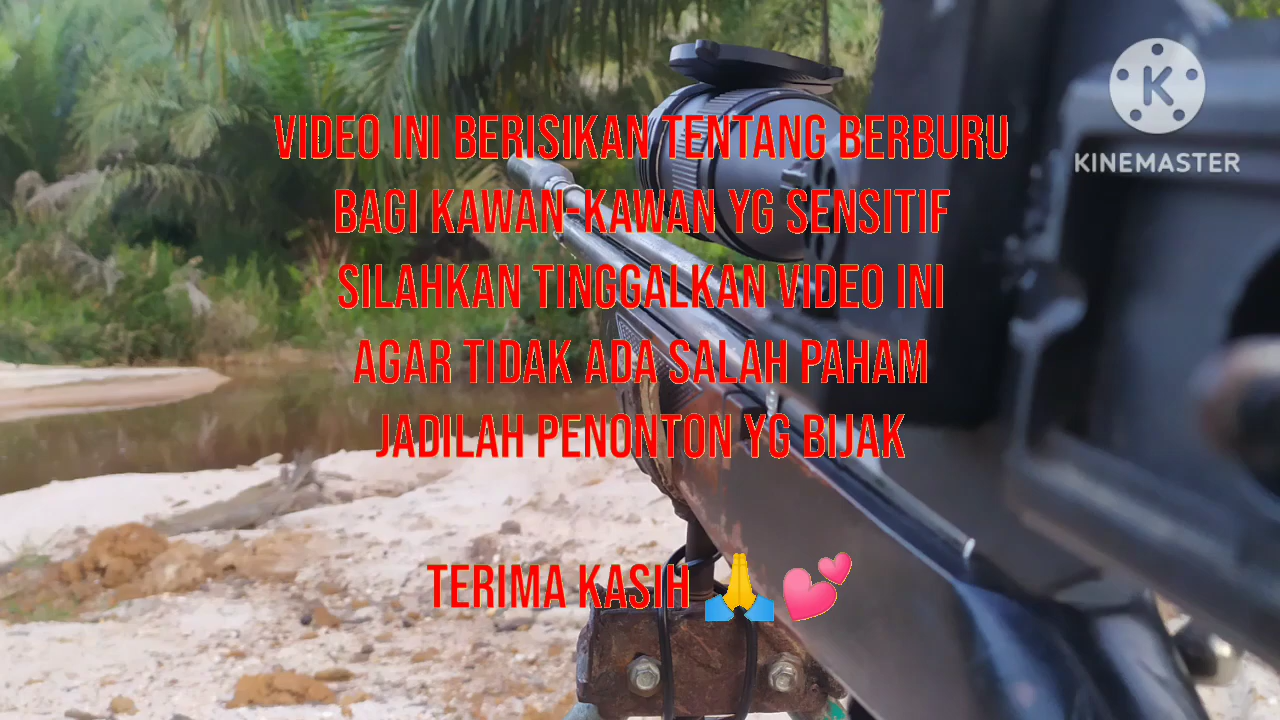 VIDEO INI BERISIKAN TENTANG BERBURU
BAGI KAWAN-KAWAN YG SENSITIF
SILAHKAN TINGGALKAN VIDEO INI
AGAR TIDAK ADA SALAH PAHAM
JADILAH PENONTON YG BIJAK
TERIMA KASIH 🙏 💕
K
KINEMASTER